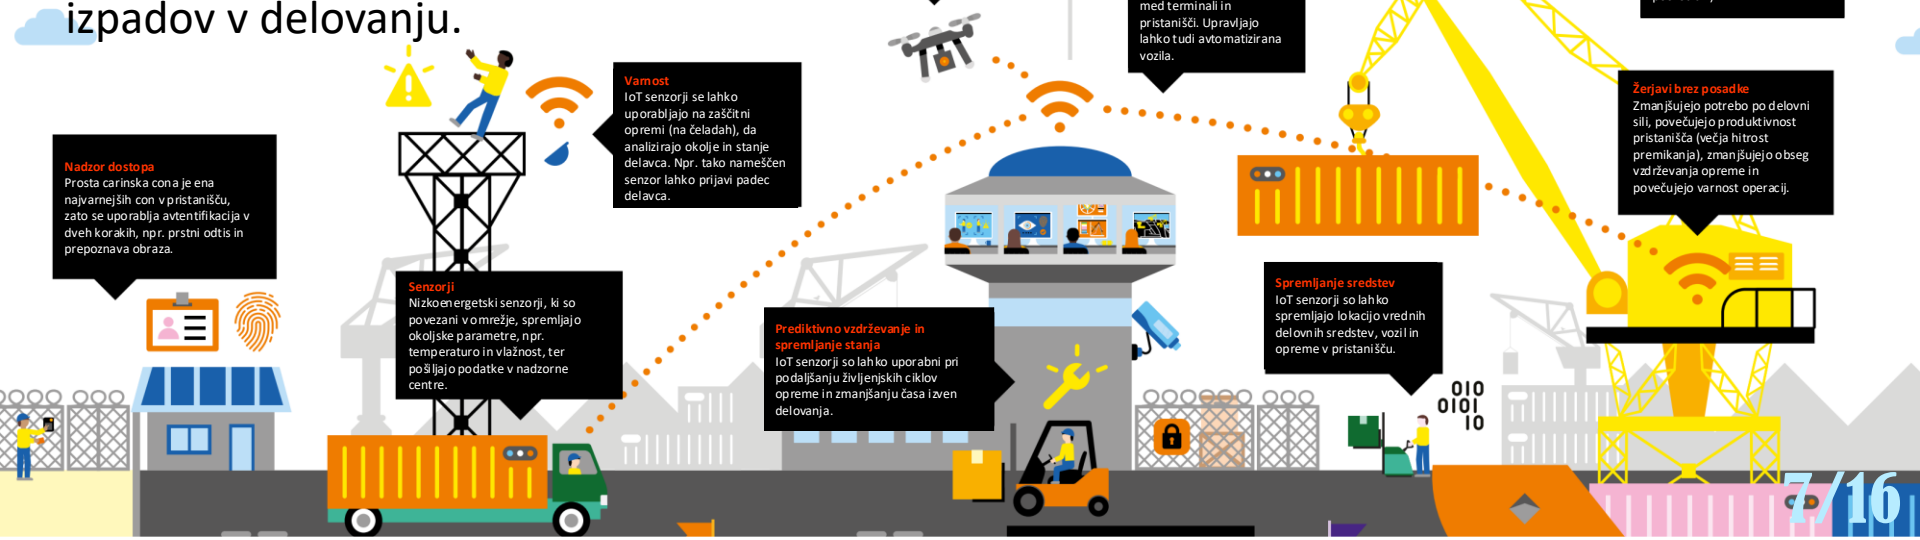 izpadov v delovanju.
med terminali in
pristanišči. Upravljajo
lahko tudi avtomatizirana
vozila.
Varnost
IoT senzorji se lahko
uporabljajo na zaščitni
opremi (na čeladah), da
analizirajo okolje in stanje
delavca. Npr. tako nameščen
senzor lahko prijavi padec
delavca.
Žerjavi brez posadke
Zmanjšujejo potrebo po delovni
sili, povečujejo produktivnost
pristanišča (večja hitrost
premikanja), zmanjšujejo obseg
vzdrževanja opreme in
povečujejo varnost operacij.
Nadzor dostopa
Prosta carinska cona je ena
najvarnejših con v pristanišču,
zato se uporablja avtentifikacija v
dveh korakih, npr. prstni odtis in
prepoznava obraza.
Senzorji
Nizkoenergetski senzorji, ki so
povezani v omrežje, spremljajo
okoljske parametre, npr.
temperaturo in vlažnost, ter
pošiljajo podatke v nadzorne
centre.
Prediktivno vzdrževanje in
spremljanje stanja
IoT senzorji so lahko uporabni pri
podaljšanju življenjskih ciklov
opreme in zmanjšanju časa izven
delovanja.
Spremljanje sredstev
IoT senzorji so lahko
spremljajo lokacijo vrednih
delovnih sredstev, vozil in
opreme v pristanišču.
010
0101
10
7/16